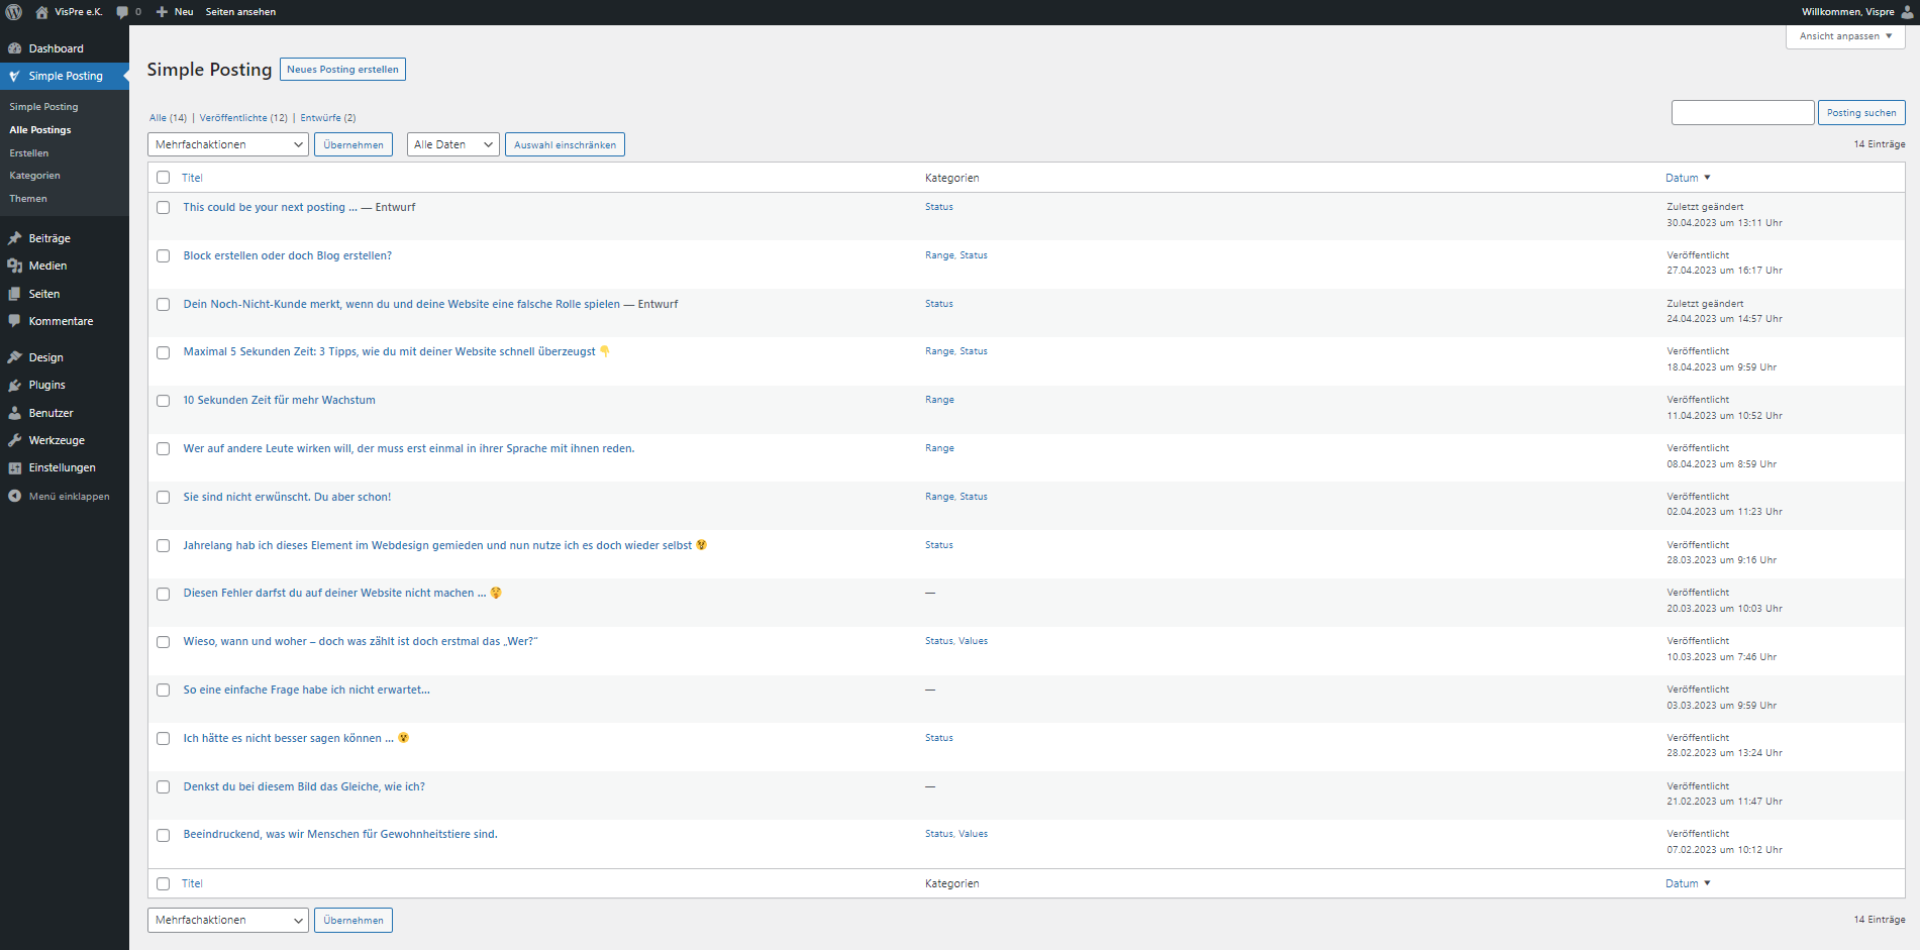 VisPre e.K. 0 Neu Seiten ansehen Willkommen, Vispre
Ansicht anpassen ▼
Dashboard
Simple Posting
Simple Posting
Alle Postings
Erstellen
Kategorien
Themen
Beiträge
Medien
Seiten
Kommentare
Design
Plugins
Benutzer
Werkzeuge
Einstellungen
Menü einklappen
Simple Posting Neues Posting erstellen
Alle (14) | Veröffentlichte (12) | Entwürfe (2)
Posting suchen
Mehrfachaktionen Übernehmen Alle Daten Auswahl einschränken 14 Einträge
Titel Kategorien Datum ▼
This could be your next posting ... — Entwurf Status Zuletzt geändert
30.04.2023 um 13:11 Uhr
Block erstellen oder doch Blog erstellen? Range, Status Veröffentlicht
27.04.2023 um 16:17 Uhr
Dein Noch-Nicht-Kunde merkt, wenn du und deine Website eine falsche Rolle spielen — Entwurf Status Zuletzt geändert
24.04.2023 um 14:57 Uhr
Maximal 5 Sekunden Zeit: 3 Tipps, wie du mit deiner Website schnell überzeugst 👇 Range, Status Veröffentlicht
18.04.2023 um 9:59 Uhr
10 Sekunden Zeit für mehr Wachstum Range Veröffentlicht
11.04.2023 um 10:52 Uhr
Wer auf andere Leute wirken will, der muss erst einmal in ihrer Sprache mit ihnen reden. Range Veröffentlicht
08.04.2023 um 8:59 Uhr
Sie sind nicht erwünscht. Du aber schon! Range, Status Veröffentlicht
02.04.2023 um 11:23 Uhr
Jahrelang hab ich dieses Element im Webdesign gemieden und nun nutze ich es doch wieder selbst Status Veröffentlicht
28.03.2023 um 9:16 Uhr
Diesen Fehler darfst du auf deiner Website nicht machen ... — Veröffentlicht
20.03.2023 um 10:03 Uhr
Wieso, wann und woher – doch was zählt ist doch erstmal das „Wer?“ Status, Values Veröffentlicht
10.03.2023 um 7:46 Uhr
So eine einfache Frage habe ich nicht erwartet... — Veröffentlicht
03.03.2023 um 9:59 Uhr
Ich hätte es nicht besser sagen können ... Status Veröffentlicht
28.02.2023 um 13:24 Uhr
Denkst du bei diesem Bild das Gleiche, wie ich? — Veröffentlicht
21.02.2023 um 11:47 Uhr
Beeindruckend, was wir Menschen für Gewohnheitstiere sind. Status, Values Veröffentlicht
07.02.2023 um 10:12 Uhr
Titel Kategorien Datum ▼
Mehrfachaktionen Übernehmen 14 Einträge